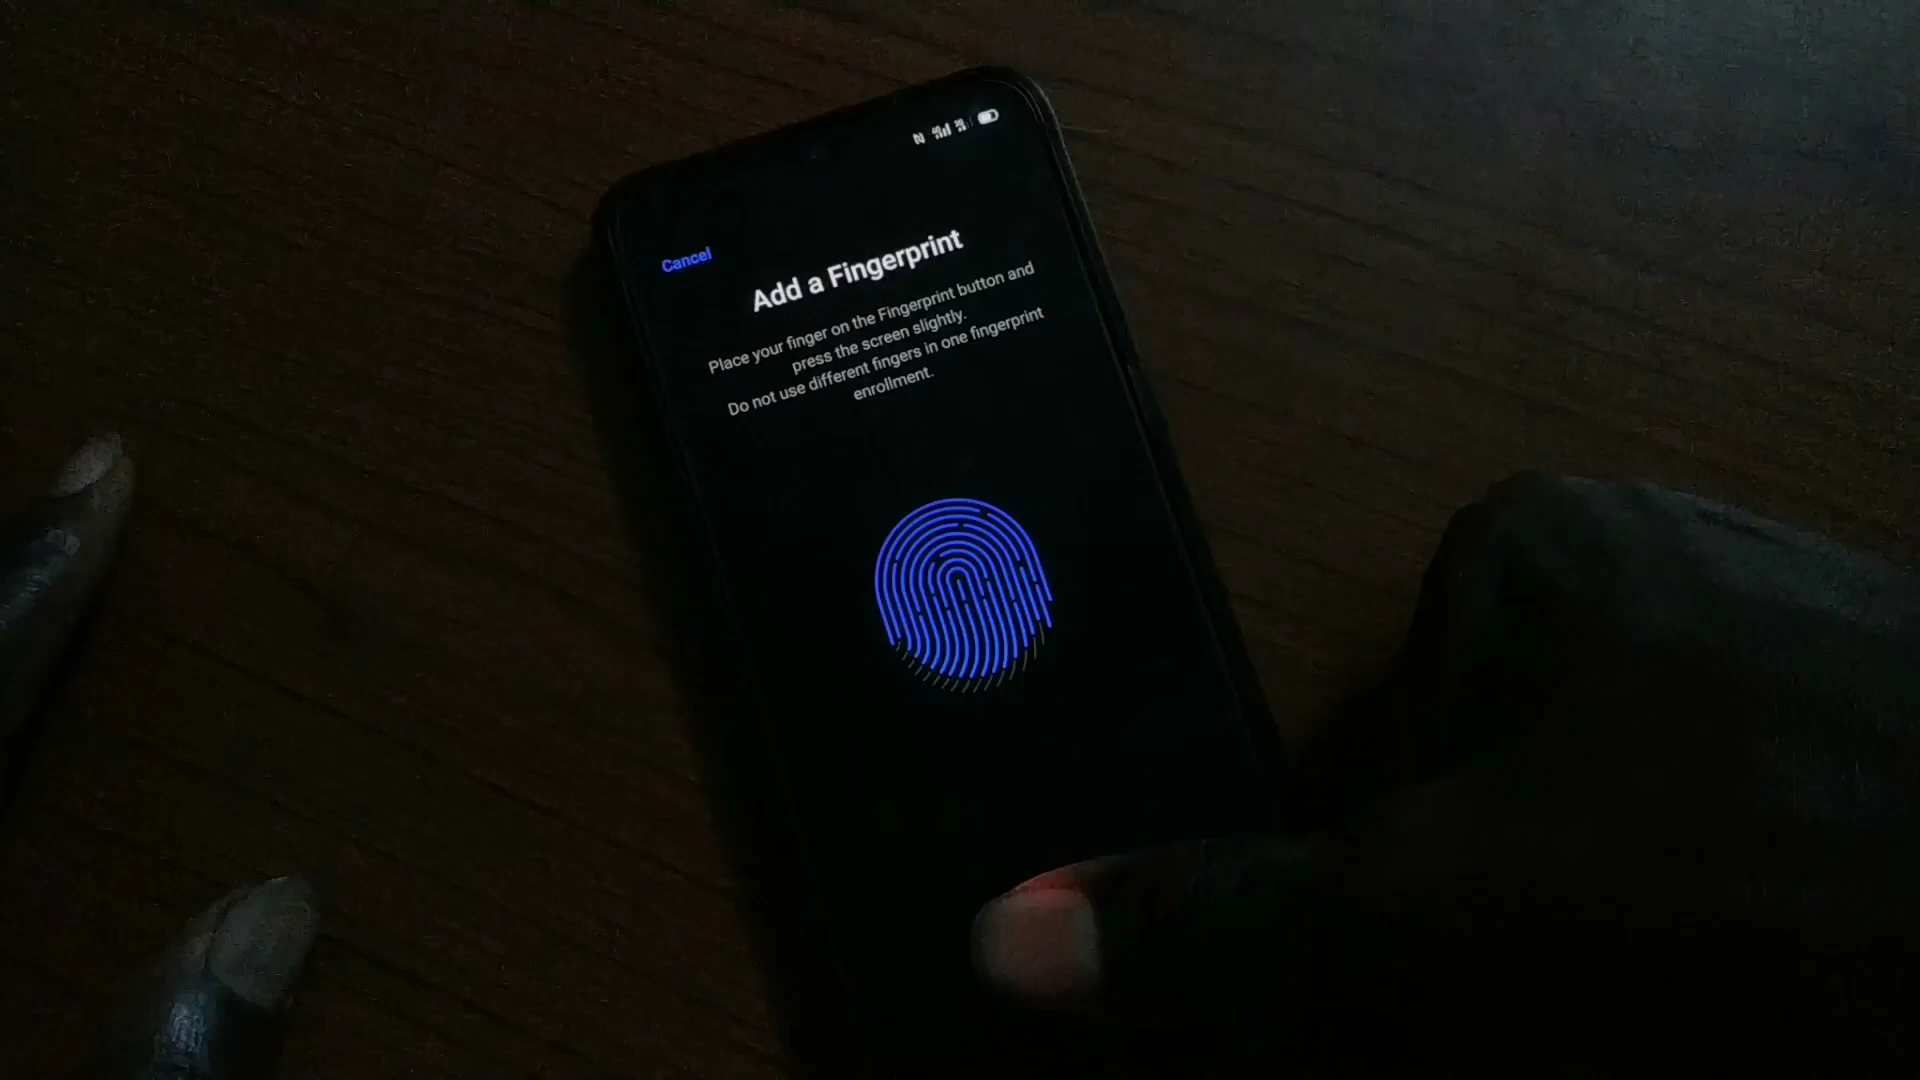 Cancel
Add a Fingerprint
Place your finger on the Fingerprint button and
press the screen slightly.
Do not use different fingers in one fingerprint
enrollment.